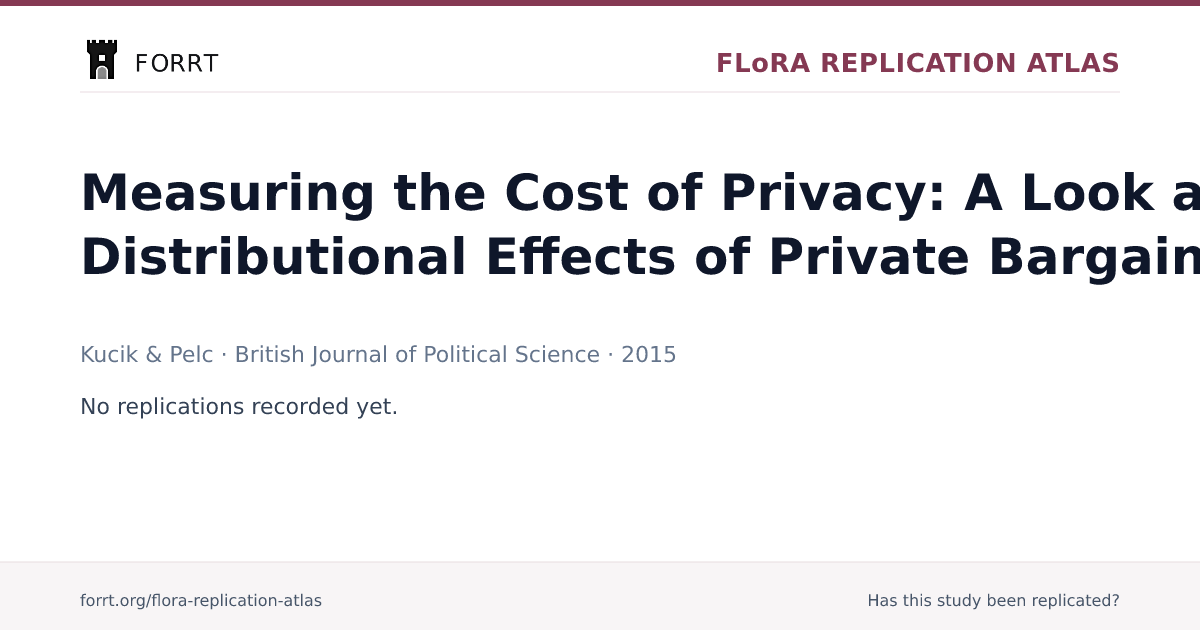 FORRT
FLoRA REPLICATION ATLAS
Measuring the Cost of Privacy: A Look
Distributional Effects of Private
Kucik & Pelc · British Journal of Political Science · 2015
No replications recorded yet.
forrt.org/flora-replication-atlas
Has this study been replicated?